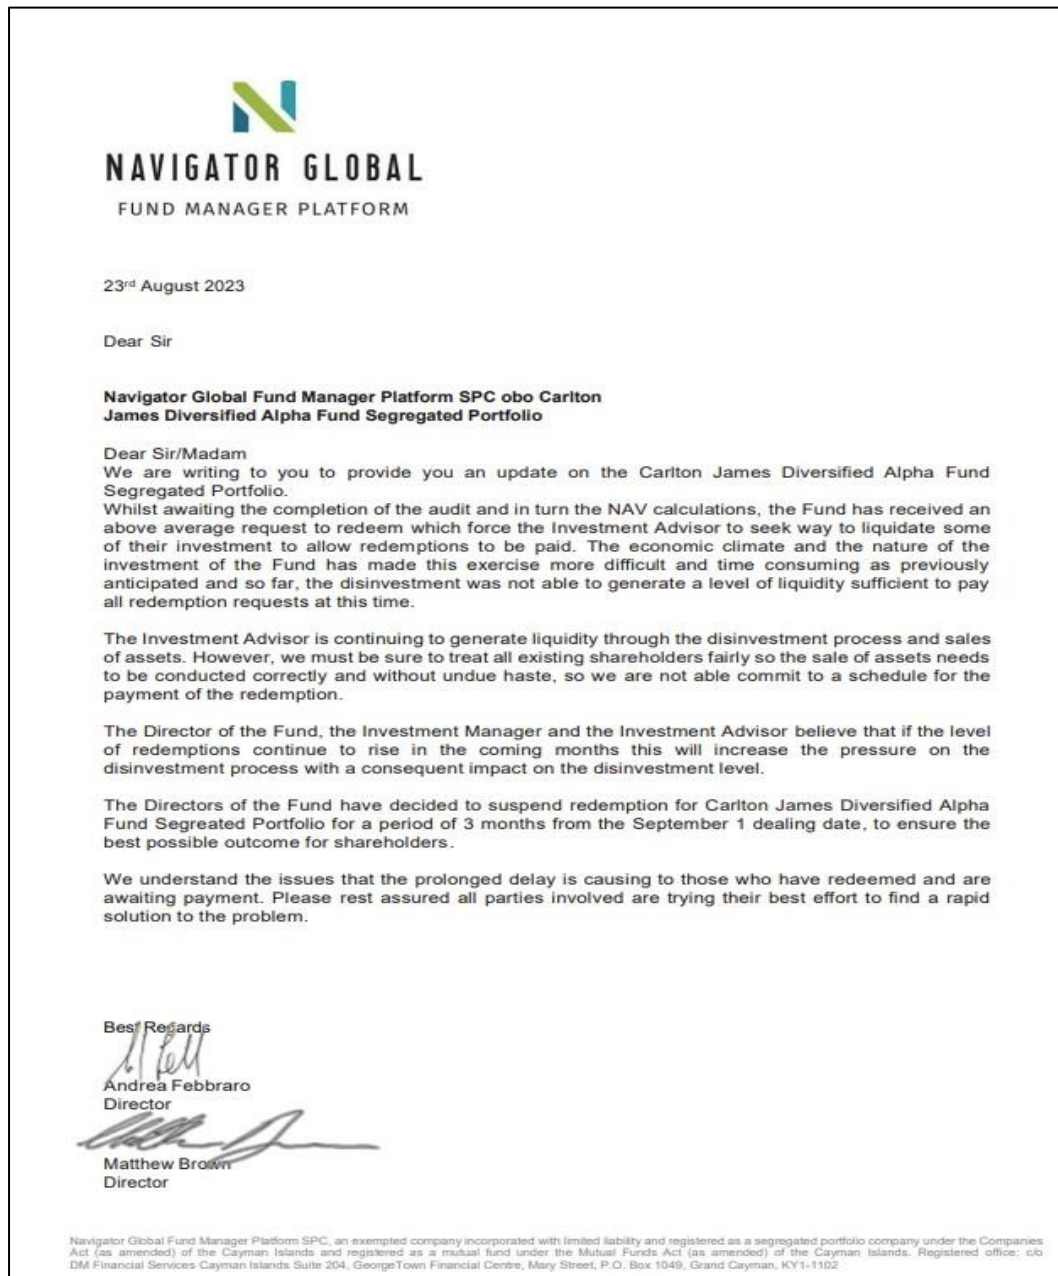 NAVIGATOR GLOBAL
FUND MANAGER PLATFORM
23rd August 2023
Dear Sir
Navigator Global Fund Manager Platform SPC obo Carlton
James Diversified Alpha Fund Segregated Portfolio
Dear Sir/Madam
We are writing to you to provide you an update on the Carlton James Diversified Alpha Fund
Segregated Portfolio.
Whilst awaiting the completion of the audit and in turn the NAV calculations, the Fund has received an
above average request to redeem which force the Investment Advisor to seek way to liquidate some
of their investment to allow redemptions to be paid. The economic climate and the nature of the
investment of the Fund has made this exercise more difficult and time consuming as previously
anticipated and so far, the disinvestment was not able to generate a level of liquidity sufficient to pay
all redemption requests at this time.
The Investment Advisor is continuing to generate liquidity through the disinvestment process and sales
of assets. However, we must be sure to treat all existing shareholders fairly so the sale of assets needs
to be conducted correctly and without undue haste, so we are not able commit to a schedule for the
payment of the redemption.
The Director of the Fund, the Investment Manager and the Investment Advisor believe that if the level
of redemptions continue to rise in the coming months this will increase the pressure on the
disinvestment process with a consequent impact on the disinvestment level.
The Directors of the Fund have decided to suspend redemption for Carlton James Diversified Alpha
Fund Segreated Portfolio for a period of 3 months from the September 1 dealing date, to ensure the
best possible outcome for shareholders.
We understand the issues that the prolonged delay is causing to those who have redeemed and are
awaiting payment. Please rest assured all parties involved are trying their best effort to find a rapid
solution to the problem.
Best Regards
Andrea Febbraro
Director
Matthew Brown
Director
Navigator Global Fund Manager Platform SPC, an exempted company incorporated with limited liability and registered as a segregated portfolio company under the Companies
Act (as amended) of the Cayman Islands and registered as a mutual fund under the Mutual Funds Act (as amended) of the Cayman Islands. Registered office: c/o
DM Financial Services Cayman Islands Suite 204, GeorgeTown Financial Centre, Mary Street, P.O. Box 1049, Grand Cayman, KY1-1102